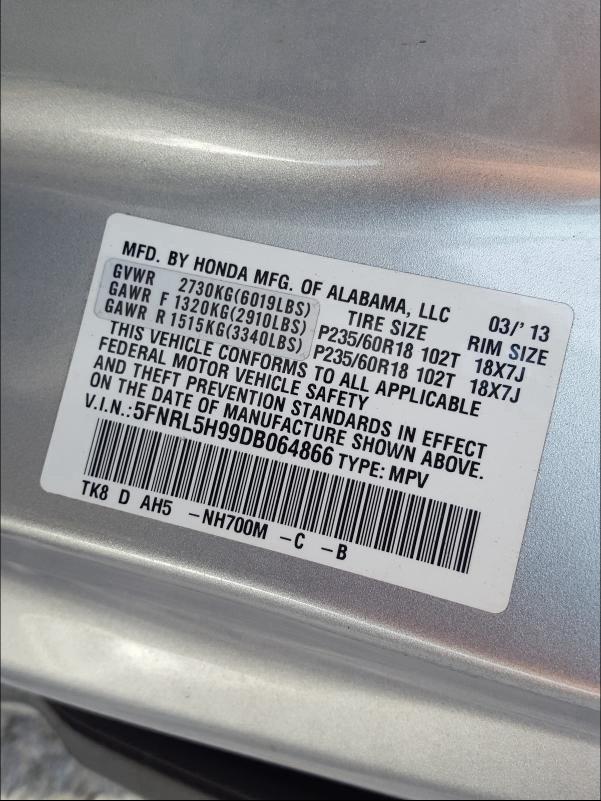 MFD. BY HONDA MFG. OF ALABAMA, LLC 03/' 13
GVWR 2730KG(6019LBS) TIRE SIZE RIM SIZE
GAWR F 1320KG(2910LBS) P235/60R18 102T 18X7J
GAWR R 1515KG(3340LBS) P235/60R18 102T 18X7J
THIS VEHICLE CONFORMS TO ALL APPLICABLE
FEDERAL MOTOR VEHICLE SAFETY
AND THEFT PREVENTION STANDARDS IN EFFECT
ON THE DATE OF MANUFACTURE SHOWN ABOVE.
V.I.N.:5FNRL5H99DB064866 TYPE: MPV
TK8 D AH5 -NH700M -C -B